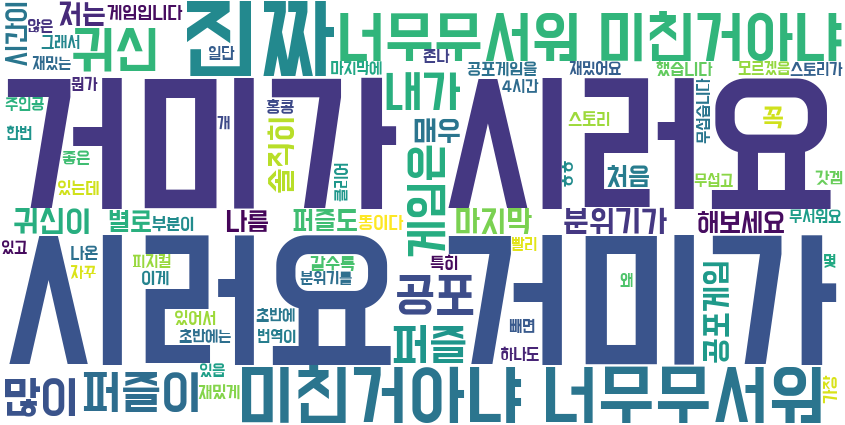 시간이 않은 저는 게임입니다 진짜 너무무서워 미친거아냐
그래서 귀신 일단 존나
재밌는 마지막에 공포게임을 재밌어요 했습니다 모르겠음 스토리가
뭔가 거미가 내가 4시간 시러요
주인공 홍콩 개 매우 스토리 무섭습니다 꼭
한번 솔직히
좋은 클리어 게임은 ㅎㅎ 처음 무섭고 갓겜
있는데
귀신이 별로 부분이 나름 퍼즐도 똥이다 마지막 분위기가 해보세요 무서워요
있고 나온 시러요 빨리 거미가
자꾸 피지컬 이게 갈수록 분위기를 특히 공포 왜 공포게임 몇
있어서 초반에
초반에는 번역이 퍼즐 빼면
있음 하나도
많이 퍼즐이 재밌게 미친거아냐 너무무서워 가장